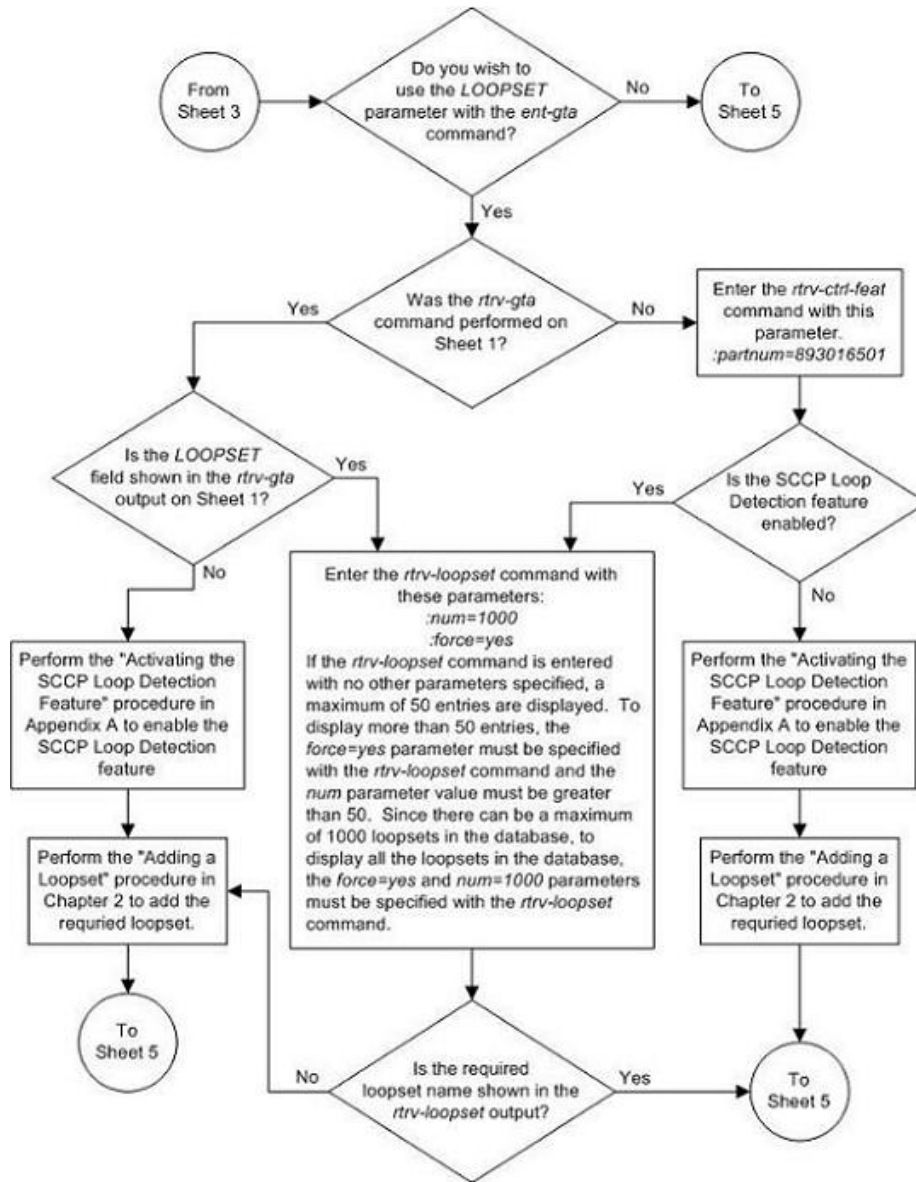 From
Sheet 3
Do you wish to
use the LOOPSET
parameter with the ent-gta
command?
No
To
Sheet 5
Yes
Was the rtrv-gta
command performed on
Sheet 1?
Yes
No
Enter the rtrv-ctrl-feat
command with this
parameter.
:partnum=893016501
Is the LOOPSET
field shown in the rtrv-gta
output on Sheet 1?
Yes
No
Is the SCCP Loop
Detection feature
enabled?
Yes
No
Enter the rtrv-loopset command with
these parameters:
:num=1000
:force=yes
If the rtrv-loopset command is entered
with no other parameters specified, a
maximum of 50 entries are displayed. To
display more than 50 entries, the
force=yes parameter must be specified
with the rtrv-loopset command and the
num parameter value must be greater
than 50. Since there can be a maximum
of 1000 loopsets in the database, to
display all the loopsets in the database,
the force=yes and num=1000 parameters
must be specified with the rtrv-loopset
command.
Perform the "Activating the
SCCP Loop Detection
Feature" procedure in
Appendix A to enable the
SCCP Loop Detection
feature
Perform the "Activating the
SCCP Loop Detection
Feature" procedure in
Appendix A to enable the
SCCP Loop Detection
feature
Perform the "Adding a
Loopset" procedure in
Chapter 2 to add the
requried loopset.
Perform the "Adding a
Loopset" procedure in
Chapter 2 to add the
requried loopset.
To
Sheet 5
No
Is the required
loopset name shown in the
rtrv-loopset output?
Yes
To
Sheet 5